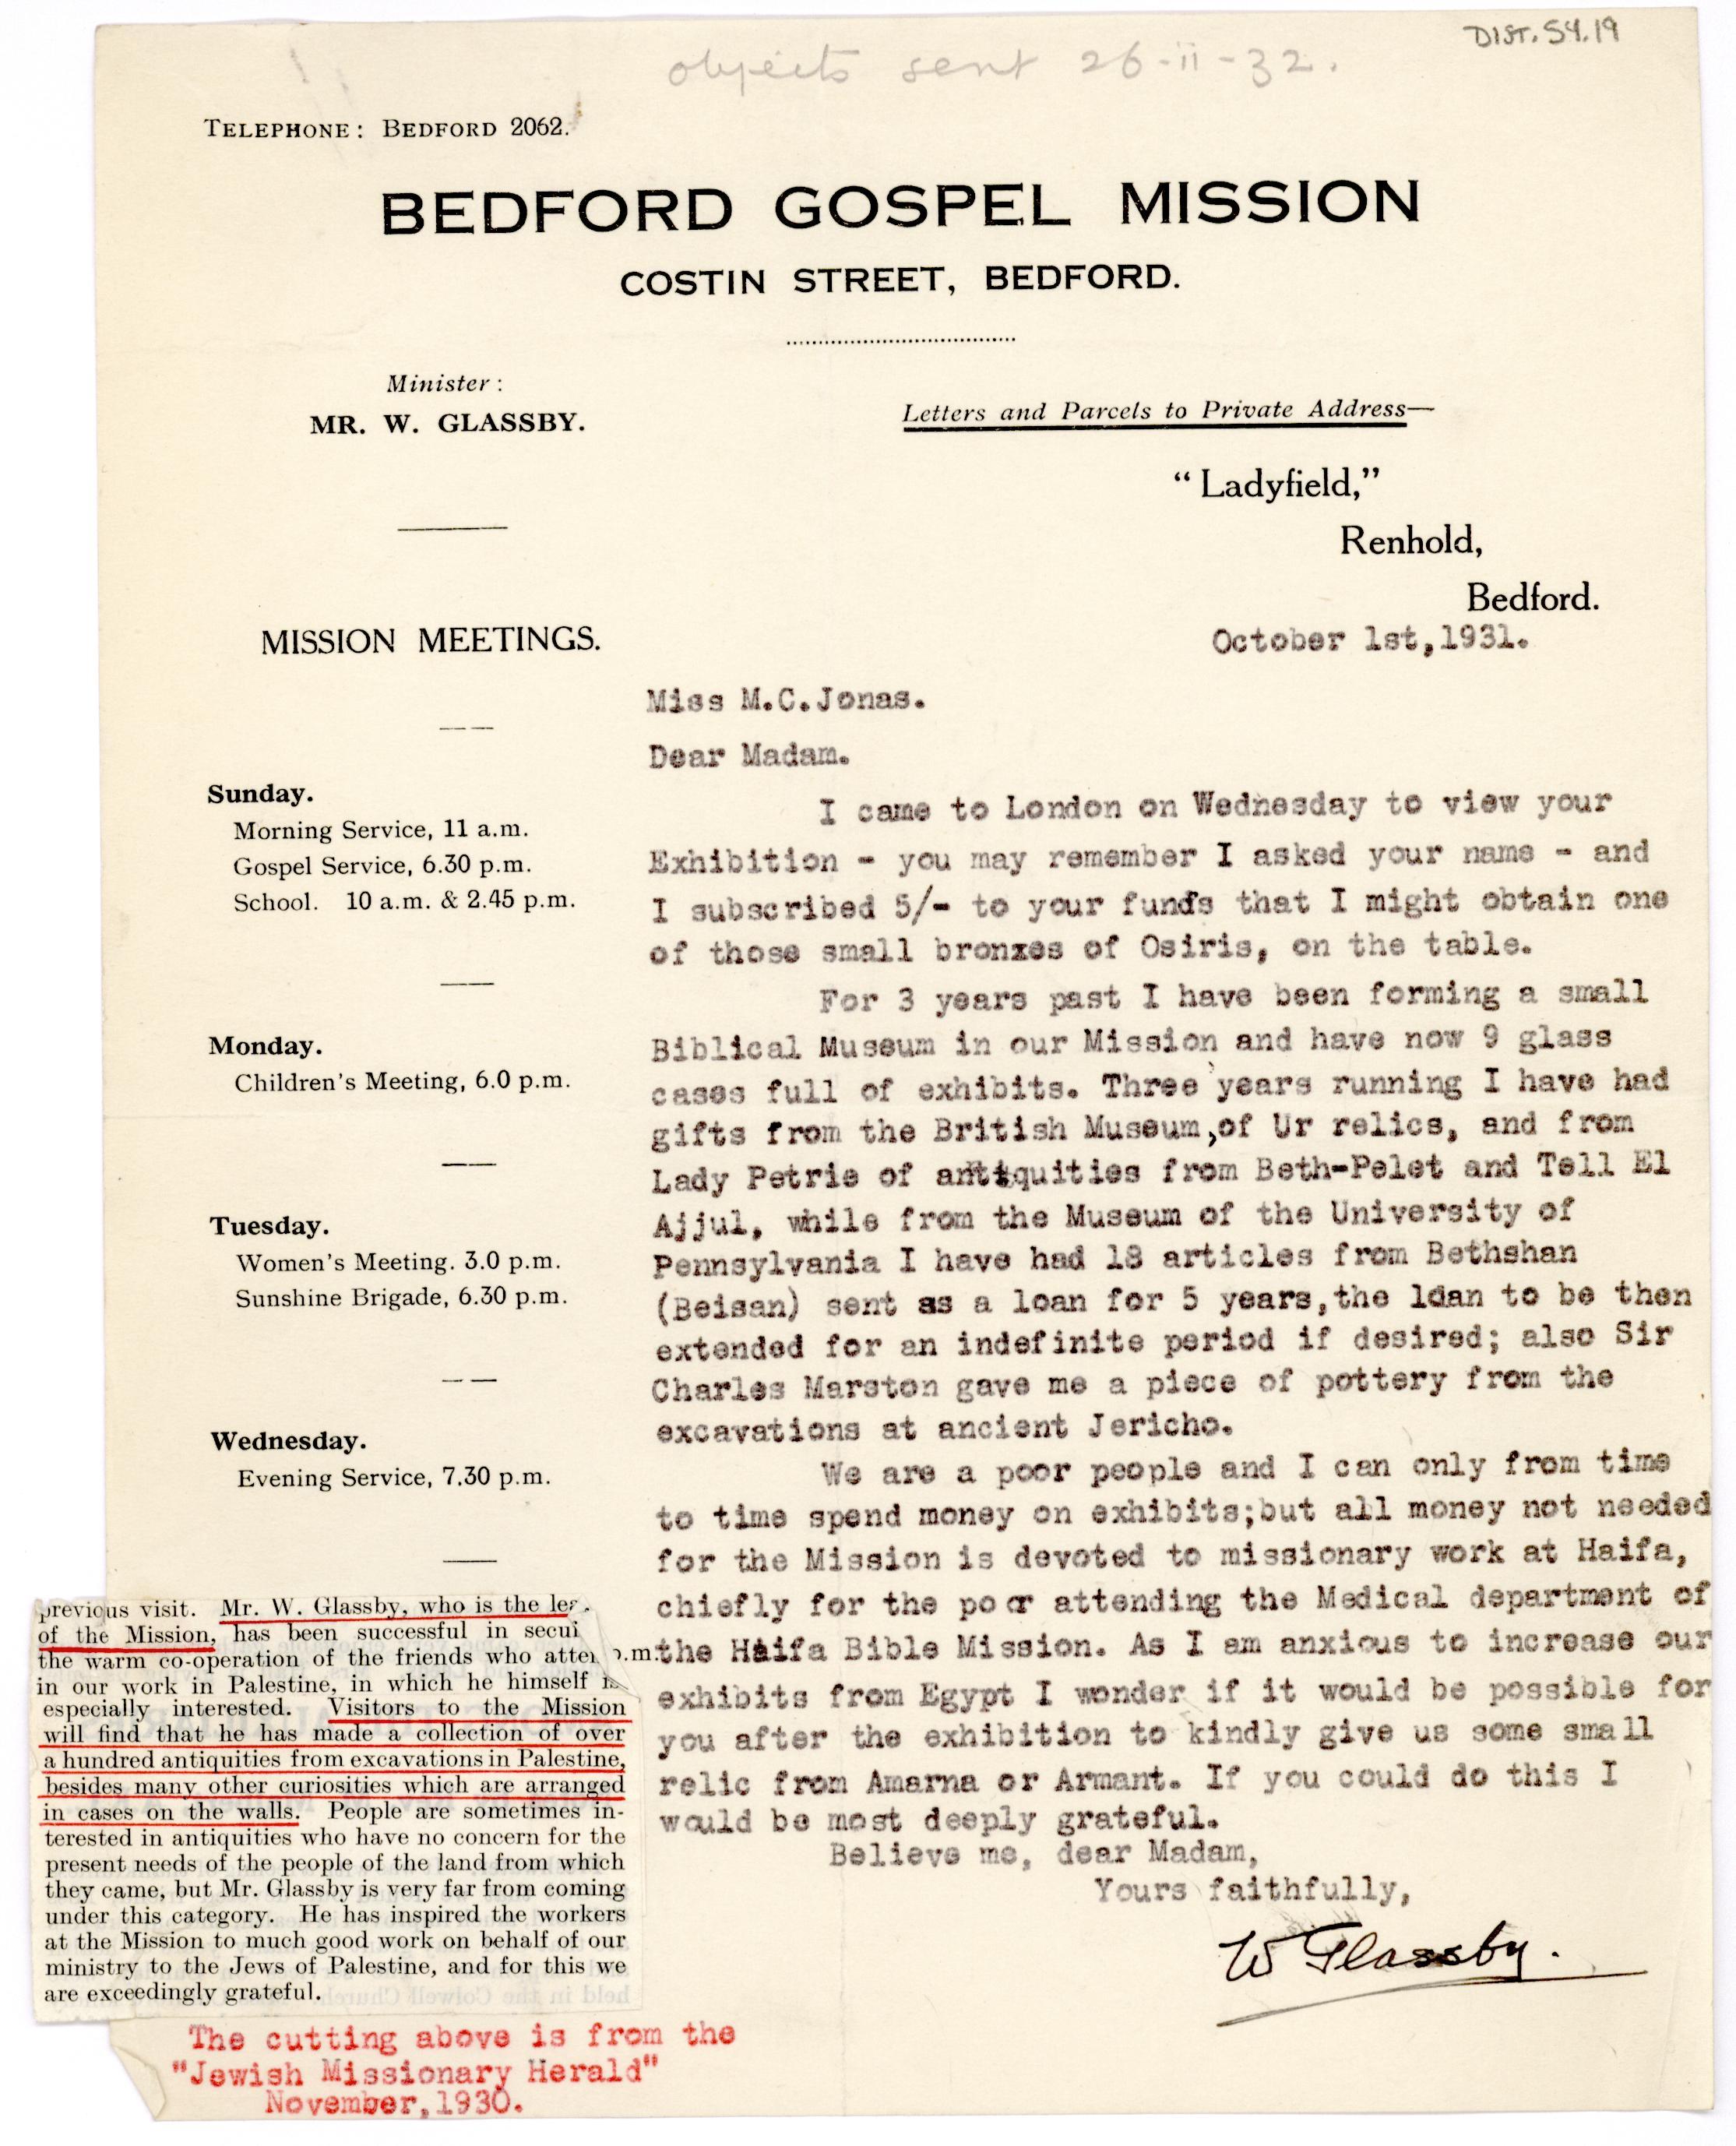 DIST. 54.19
objects sent 26-ii-32.
TELEPHONE: BEDFORD 2062.
BEDFORD GOSPEL MISSION
COSTIN STREET, BEDFORD.
Minister:
MR. W. GLASSBY.
Letters and Parcels to Private Address—
"Ladyfield,"
Renhold,
Bedford.
October 1st,1931.
MISSION MEETINGS.
Sunday.
Morning Service, 11 a.m.
Gospel Service, 6.30 p.m.
School. 10 a.m. & 2.45 p.m.
Monday.
Children's Meeting, 6.0 p.m.
Tuesday.
Women's Meeting. 3.0 p.m.
Sunshine Brigade, 6.30 p.m.
Wednesday.
Evening Service, 7.30 p.m.
Miss M.C.Jonas.
Dear Madam.
I came to London on Wednesday to view your
Exhibition - you may remember I asked your name - and
I subscribed 5/- to your funds that I might obtain one
of those small bronzes of Osiris, on the table.
For 3 years past I have been forming a small
Biblical Museum in our Mission and have now 9 glass
cases full of exhibits. Three years running I have had
gifts from the British Museum,of Ur relics, and from
Lady Petrie of antiquities from Beth-Pelet and Tell El
Ajjul, while from the Museum of the University of
Pennsylvania I have had 18 articles from Bethshan
(Beisan) sent as a loan for 5 years,the loan to be then
extended for an indefinite period if desired; also Sir
Charles Marston gave me a piece of pottery from the
excavations at ancient Jericho.
We are a poor people and I can only from time
to time spend money on exhibits;but all money not needed
for the Mission is devoted to missionary work at Haifa,
chiefly for the poor attending the Medical department of
the Haifa Bible Mission. As I am anxious to increase our
exhibits from Egypt I wonder if it would be possible for
you after the exhibition to kindly give us some small
relic from Amarna or Armant. If you could do this I
would be most deeply grateful.
Believe me, dear Madam,
Yours faithfully,
W Glassby.
previous visit. Mr. W. Glassby, who is the
of the Mission, has been successful in
the warm co-operation of the friends who
p.m.
in our work in Palestine, in which he himself
especially interested. Visitors to the Mission
will find that he has made a collection of over
a hundred antiquities from excavations in Palestine,
besides many other curiosities which are arranged
in cases on the walls. People are sometimes in-
terested in antiquities who have no concern for the
present needs of the people of the land from which
they came, but Mr. Glassby is very far from coming
under this category. He has inspired the workers
at the Mission to much good work on behalf of our
ministry to the Jews of Palestine, and for this we
are exceedingly grateful.
The cutting above is from the
"Jewish Missionary Herald"
November,1930.